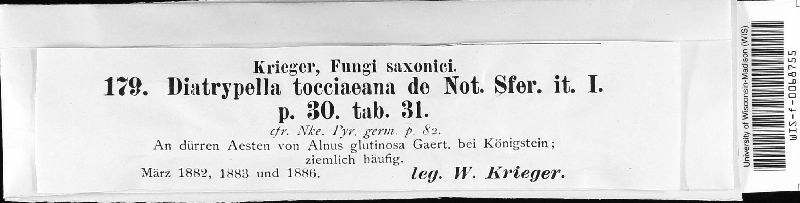 Krieger, Fungi saxonici.
179. Diatrypella tocciaeana de Not. Sfer. it. I.
p. 30. tab. 31.
cfr. Nke. Pyr. germ. p. 82.
An dürren Aesten von Alnus glutinosa Gaert. bei Königstein;
ziemlich häufig.
März 1882, 1883 und 1886. leg. W. Krieger.
University of Wisconsin-Madison (WIS)
WIS-f-0068755